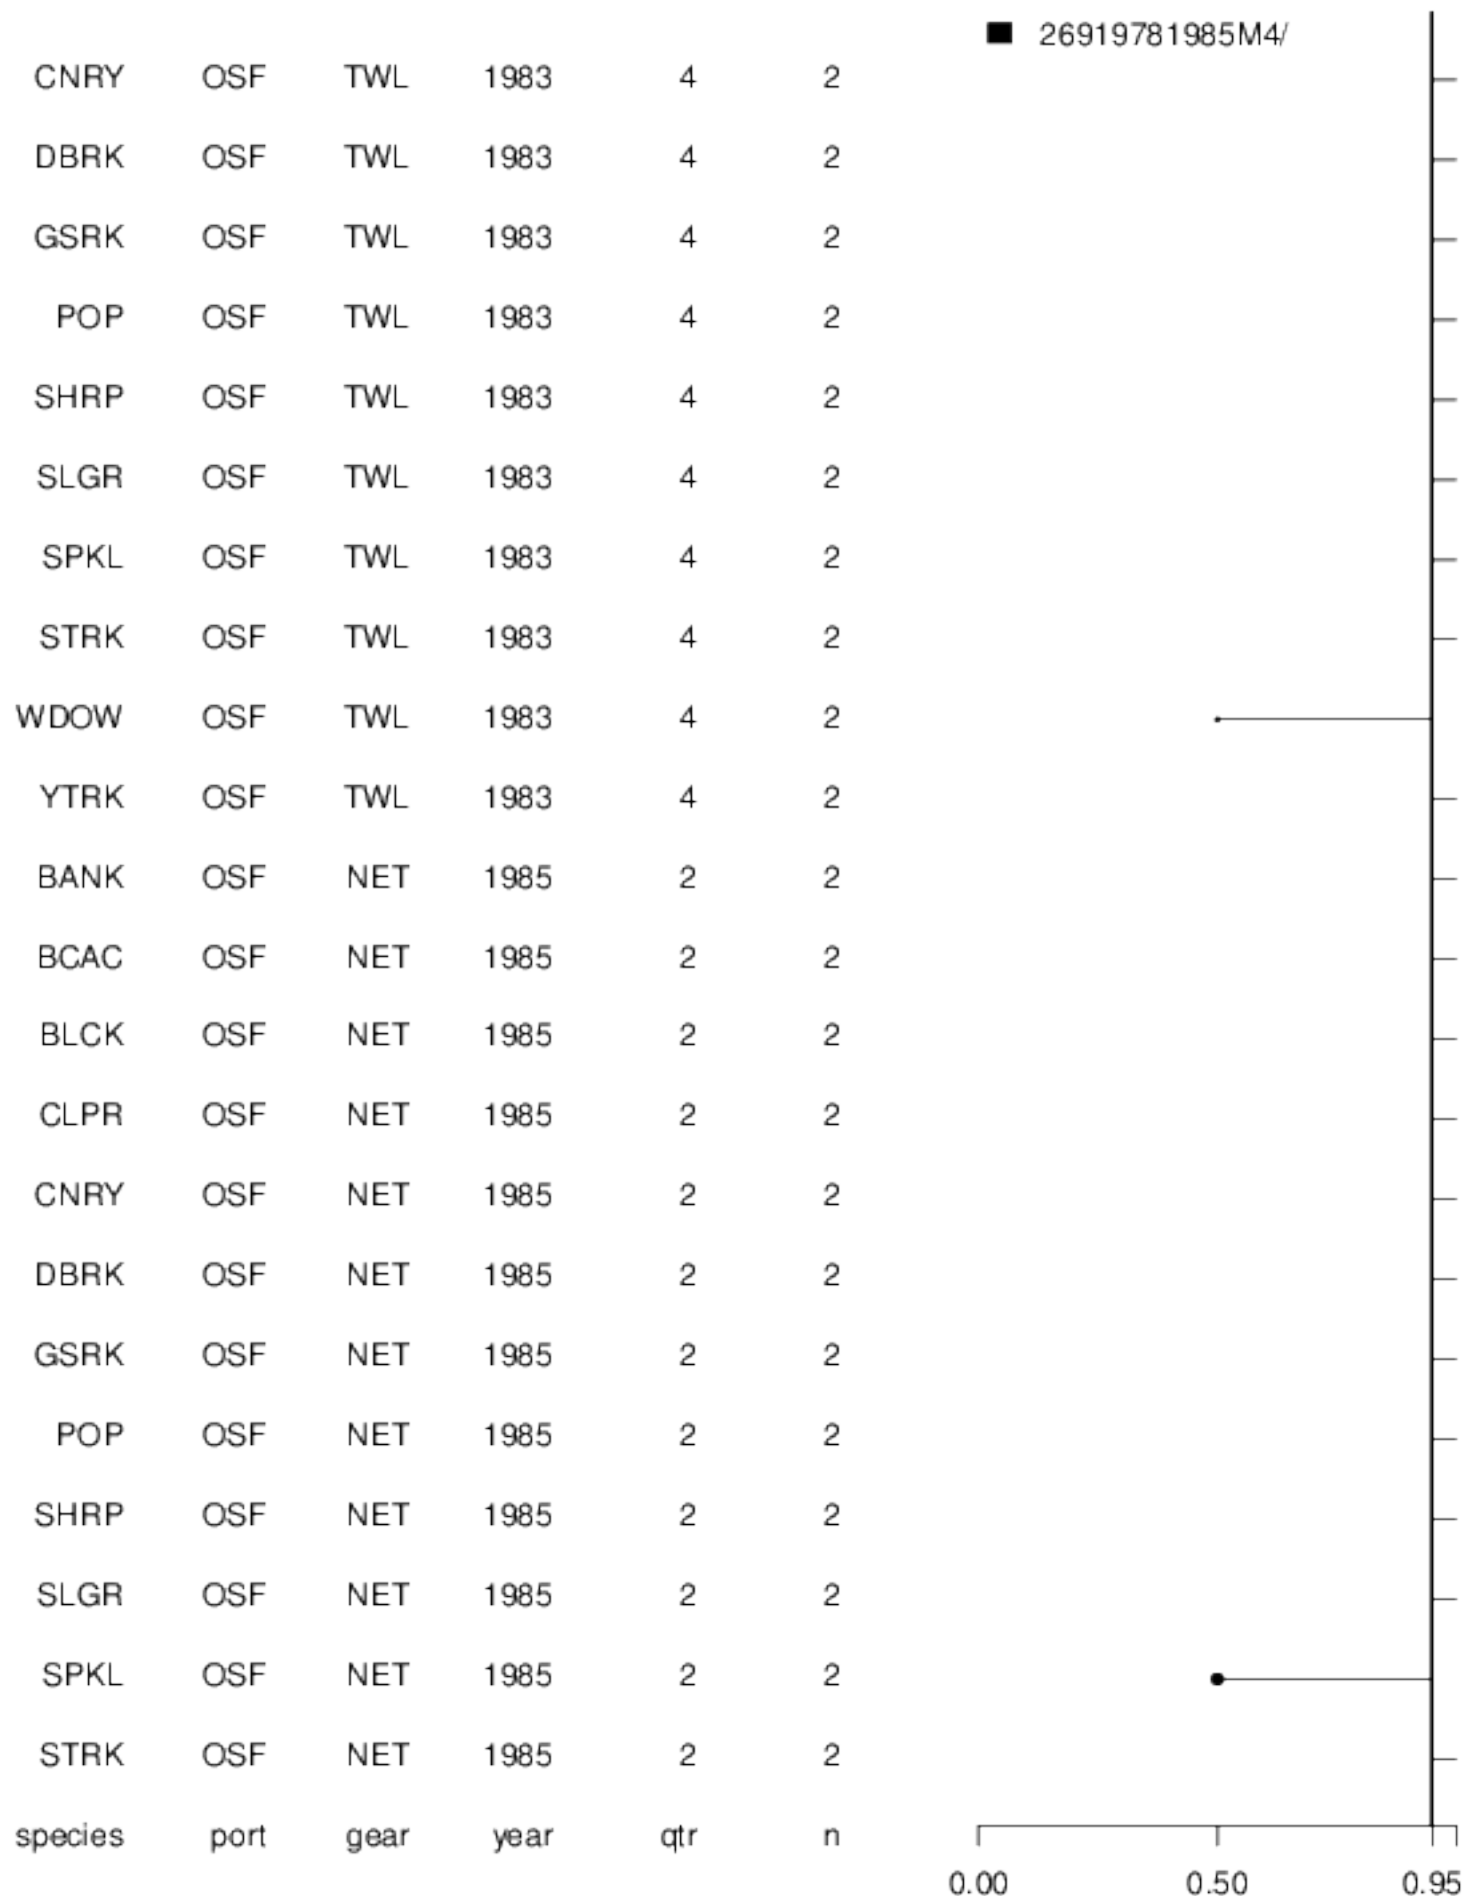 26919781985M4/
CNRY OSF TWL 1983 4 2
DBRK OSF TWL 1983 4 2
GSRK OSF TWL 1983 4 2
POP OSF TWL 1983 4 2
SHRP OSF TWL 1983 4 2
SLGR OSF TWL 1983 4 2
SPKL OSF TWL 1983 4 2
STRK OSF TWL 1983 4 2
WDOW OSF TWL 1983 4 2
YTRK OSF TWL 1983 4 2
BANK OSF NET 1985 2 2
BCAC OSF NET 1985 2 2
BLCK OSF NET 1985 2 2
CLPR OSF NET 1985 2 2
CNRY OSF NET 1985 2 2
DBRK OSF NET 1985 2 2
GSRK OSF NET 1985 2 2
POP OSF NET 1985 2 2
SHRP OSF NET 1985 2 2
SLGR OSF NET 1985 2 2
SPKL OSF NET 1985 2 2
STRK OSF NET 1985 2 2
species port gear year qtr n
0.00 0.50 0.95